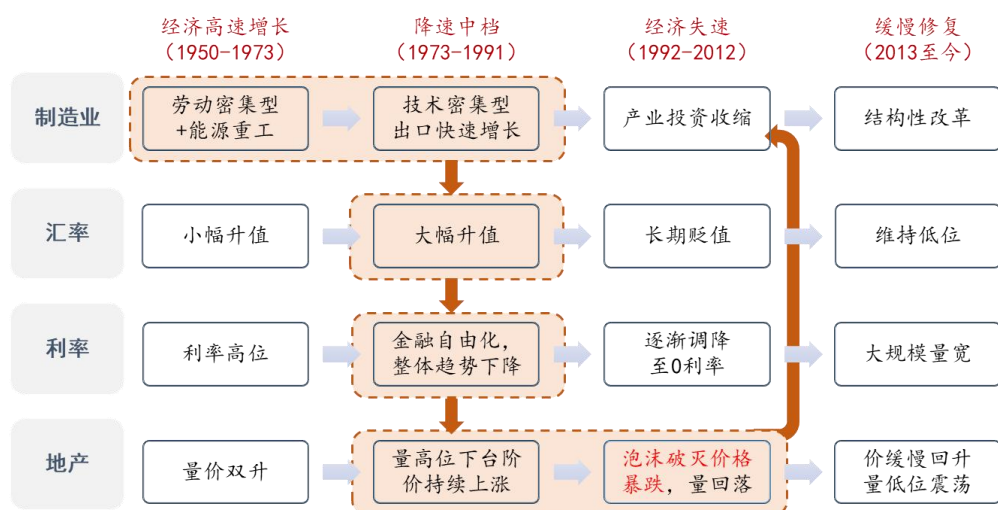 经济高速增长
（1950-1973）
降速中档
（1973-1991）
经济失速
（1992-2012）
缓慢修复
（2013至今）
制造业
劳动密集型
+能源重工
技术密集型
出口快速增长
产业投资收缩
结构性改革
汇率
小幅升值
大幅升值
长期贬值
维持低位
利率
利率高位
金融自由化，
整体趋势下降
逐渐调降
至0利率
大规模量宽
地产
量价双升
量高位下台阶
价持续上涨
泡沫破灭价格
暴跌，量回落
价缓慢回升
量低位震荡